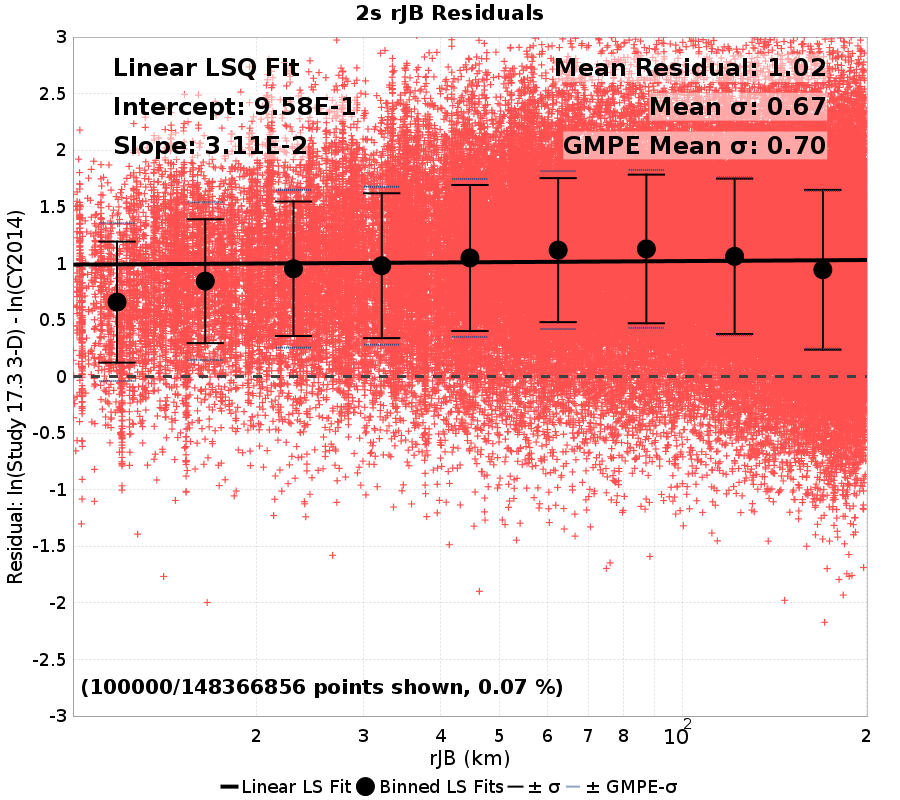 2s rJB Residuals
Linear LSQ Fit
Intercept: 9.58E-1
Slope: 3.11E-2
Mean Residual: 1.02
Mean σ: 0.67
GMPE Mean σ: 0.70
Residual: ln(Study 17.3 3-D) - ln(CY2014)
3
2.5
2
1.5
1
0.5
0
-0.5
-1
-1.5
-2
-2.5
-3
(100000/148366856 points shown, 0.07 %)
2 3 4 5 6 7 8 10² 2
rJB (km)
Linear LS Fit Binned LS Fits ± σ ± GMPE-σ